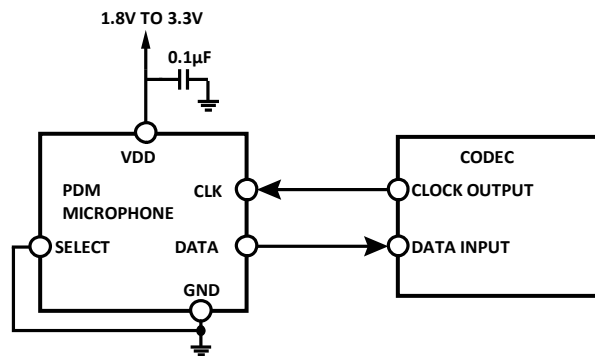 1.8V TO 3.3V
0.1µF
VDD
CODEC
PDM
MICROPHONE
CLK
CLOCK OUTPUT
SELECT
DATA
DATA INPUT
GND